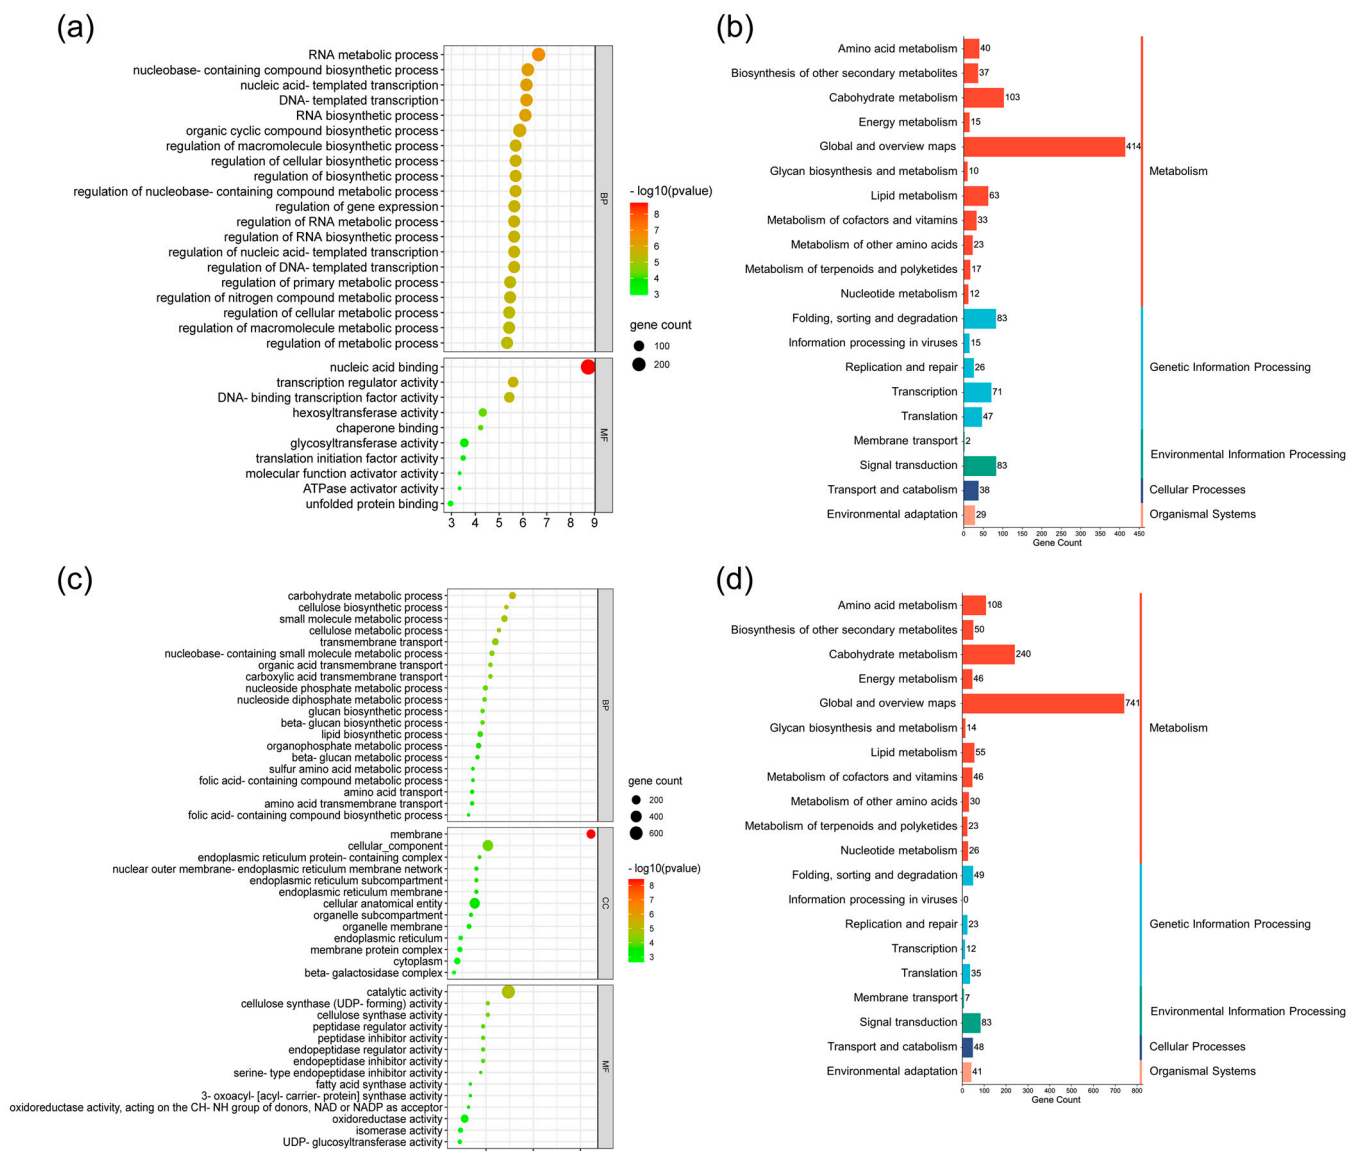 (a)
RNA metabolic process
nucleobase- containing compound biosynthetic process
nucleic acid- templated transcription
DNA- templated transcription
RNA biosynthetic process
organic cyclic compound biosynthetic process
regulation of macromolecule biosynthetic process
regulation of cellular biosynthetic process
regulation of biosynthetic process
regulation of nucleobase- containing compound metabolic process
regulation of gene expression
regulation of RNA metabolic process
regulation of RNA biosynthetic process
regulation of nucleic acid- templated transcription
regulation of DNA- templated transcription
regulation of primary metabolic process
regulation of nitrogen compound metabolic process
regulation of cellular metabolic process
regulation of macromolecule metabolic process
regulation of metabolic process
BP
nucleic acid binding
transcription regulator activity
DNA- binding transcription factor activity
hexosyltransferase activity
chaperone binding
glycosyltransferase activity
translation initiation factor activity
molecular function activator activity
ATPase activator activity
unfolded protein binding
MF
3 4 5 6 7 8 9
- log10(pvalue)
8
7
6
5
4
3
gene count
100
200
(b)
Amino acid metabolism 40
Biosynthesis of other secondary metabolites 37
Cabohydrate metabolism 103
Energy metabolism 15
Global and overview maps 414
Glycan biosynthesis and metabolism 10
Lipid metabolism 63
Metabolism of cofactors and vitamins 33
Metabolism of other amino acids 23
Metabolism of terpenoids and polyketides 17
Nucleotide metabolism 12
Folding, sorting and degradation 83
Information processing in viruses 15
Replication and repair 26
Transcription 71
Translation 47
Membrane transport 2
Signal transduction 83
Transport and catabolism 38
Environmental adaptation 29
0 50 100 150 200 250 300 350 400 450
Gene Count
Metabolism
Genetic Information Processing
Environmental Information Processing
Cellular Processes
Organismal Systems
(c)
carbohydrate metabolic process
cellulose biosynthetic process
small molecule metabolic process
cellulose metabolic process
transmembrane transport
nucleobase- containing small molecule metabolic process
organic acid transmembrane transport
carboxylic acid transmembrane transport
nucleoside phosphate metabolic process
nucleoside diphosphate metabolic process
glucan biosynthetic process
beta- glucan biosynthetic process
lipid biosynthetic process
organophosphate metabolic process
beta- glucan metabolic process
sulfur amino acid metabolic process
folic acid- containing compound metabolic process
amino acid transport
amino acid transmembrane transport
folic acid- containing compound biosynthetic process
BP
membrane
cellular_component
endoplasmic reticulum protein- containing complex
nuclear outer membrane- endoplasmic reticulum membrane network
endoplasmic reticulum subcompartment
endoplasmic reticulum membrane
cellular anatomical entity
organelle subcompartment
organelle membrane
endoplasmic reticulum
membrane protein complex
cytoplasm
beta- galactosidase complex
CC
catalytic activity
cellulose synthase (UDP- forming) activity
cellulose synthase activity
peptidase regulator activity
peptidase inhibitor activity
endopeptidase regulator activity
endopeptidase inhibitor activity
serine- type endopeptidase inhibitor activity
fatty acid synthase activity
3- oxoacyl- [acyl- carrier- protein] synthase activity
oxidoreductase activity, acting on the CH- NH group of donors, NAD or NADP as acceptor
oxidoreductase activity
isomerase activity
UDP- glucosyltransferase activity
MF
gene count
200
400
600
- log10(pvalue)
8
7
6
5
4
3
(d)
Amino acid metabolism 108
Biosynthesis of other secondary metabolites 50
Cabohydrate metabolism 240
Energy metabolism 46
Global and overview maps 741
Glycan biosynthesis and metabolism 14
Lipid metabolism 55
Metabolism of cofactors and vitamins 46
Metabolism of other amino acids 30
Metabolism of terpenoids and polyketides 23
Nucleotide metabolism 26
Folding, sorting and degradation 49
Information processing in viruses 0
Replication and repair 23
Transcription 12
Translation 35
Membrane transport 7
Signal transduction 83
Transport and catabolism 48
Environmental adaptation 41
0 100 200 300 400 500 600 700 800
Gene Count
Metabolism
Genetic Information Processing
Environmental Information Processing
Cellular Processes
Organismal Systems